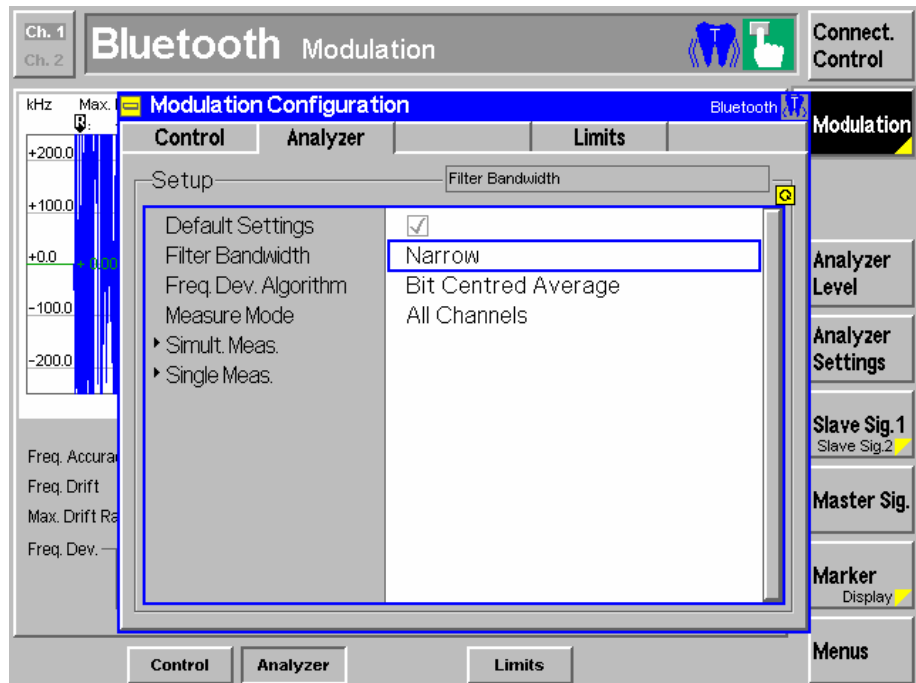 Ch. 1
Ch. 2
Bluetooth Modulation
Connect.
Control
kHz Max.
+200.0
+100.0
+0.0
+ 0.00
-100.0
-200.0
Freq. Accura
Freq. Drift
Max. Drift Ra
Freq. Dev.
Modulation Configuration
Bluetooth
Control
Analyzer
Limits
Setup
Filter Bandwidth
Default Settings
Filter Bandwidth Narrow
Freq. Dev. Algorithm Bit Centred Average
Measure Mode All Channels
Simult. Meas.
Single Meas.
Modulation
Analyzer
Level
Analyzer
Settings
Slave Sig.1
Slave Sig.2
Master Sig.
Marker
Display
Menus
Control
Analyzer
Limits